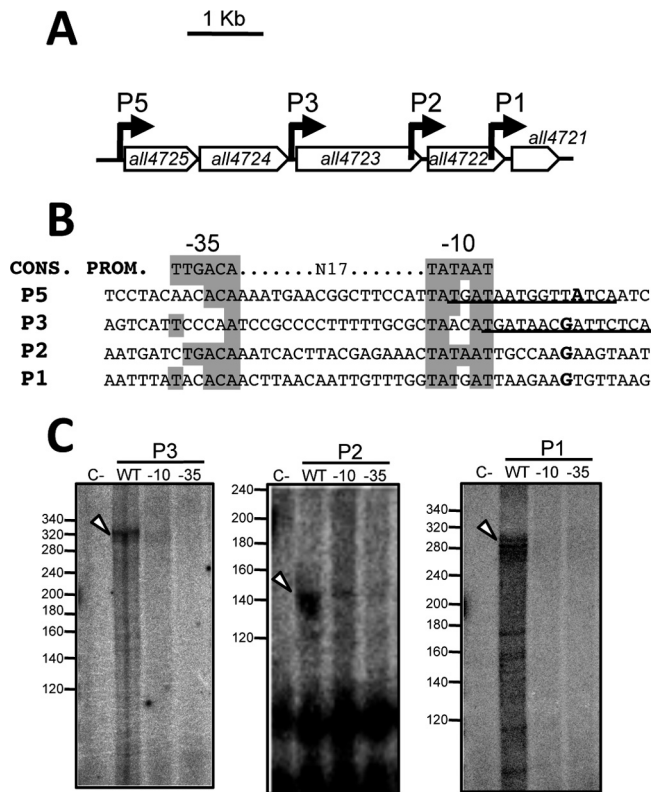 A
1 Kb
P5 P3 P2 P1
all4725 all4724 all4723 all4722 all4721
B
-35 -10
CONS. PROM. TTGACA.......N17.......TATAAT
P5 TCCTACAACACAAAATGAACGGCTTCCATTATGATAATGGTTATCAATC
P3 AGTCATTCCCAATCCGCCCCTTTTTGCGCTAACATGATAACGATTCTCA
P2 AATGATCTGACAAATCACTTACGAGAAACTATAATTGCCAAGAAGTAAT
P1 AATTTATACACAACTTAACAATTGTTTGGTATGATTAAGAAGTGTTAAG
C
P3
C- WT -10 -35
340
320
280
240
200
180
160
140
120
P2
C- WT -10 -35
240
200
180
160
140
120
P1
C- WT -10 -35
340
320
280
200
180
160
140
120